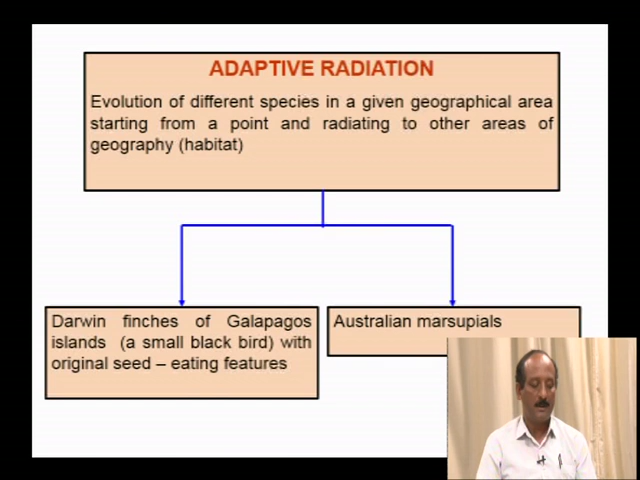 ADAPTIVE RADIATION
Evolution of different species in a given geographical area
starting from a point and radiating to other areas of
geography (habitat)
Darwin finches of Galapagos
islands (a small black bird) with
original seed – eating features
Australian marsupials